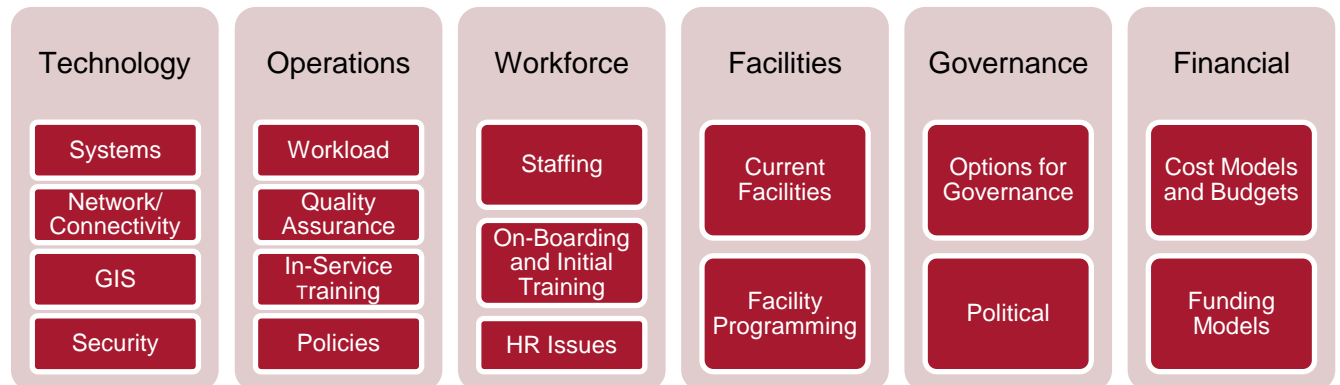 Technology
Systems
Network/
Connectivity
GIS
Security
Operations
Workload
Quality
Assurance
In-Service
Training
Policies
Workforce
Staffing
On-Boarding
and Initial
Training
HR Issues
Facilities
Current
Facilities
Facility
Programming
Governance
Options for
Governance
Political
Financial
Cost Models
and Budgets
Funding
Models